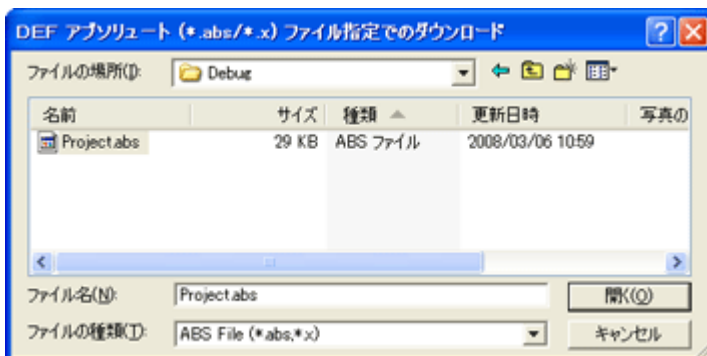 DEF アブソリュート (*.abs/*.x) ファイル指定でのダウンロード
ファイルの場所(I): Debug
名前 サイズ 種類 更新日時 写真の
Project.abs 29 KB ABS ファイル 2008/03/06 10:59
ファイル名(N): Project.abs 開く(O)
ファイルの種類(T): ABS File (*.abs,*.x) キャンセル